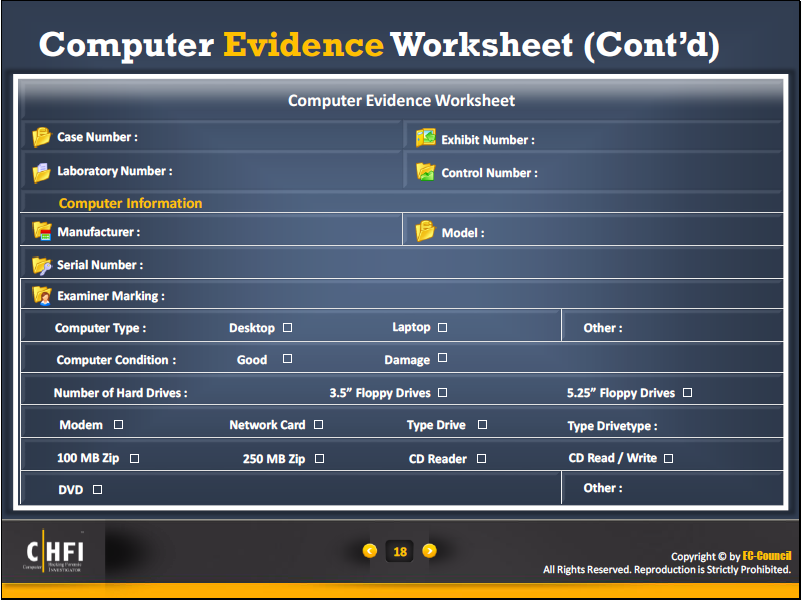 Computer Evidence Worksheet (Cont’d)
Computer Evidence Worksheet
Case Number :
Exhibit Number :
Laboratory Number :
Control Number :
Computer Information
Manufacturer :
Model :
Serial Number :
Examiner Marking :
Computer Type : Desktop Laptop Other :
Computer Condition : Good Damage
Number of Hard Drives : 3.5” Floppy Drives 5.25” Floppy Drives
Modem Network Card Type Drive Type Drivetype :
100 MB Zip 250 MB Zip CD Reader CD Read / Write
DVD Other :
CHFI
Computer Hacking Forensic
INVESTIGATOR
18
Copyright © by EC-Council
All Rights Reserved. Reproduction is Strictly Prohibited.